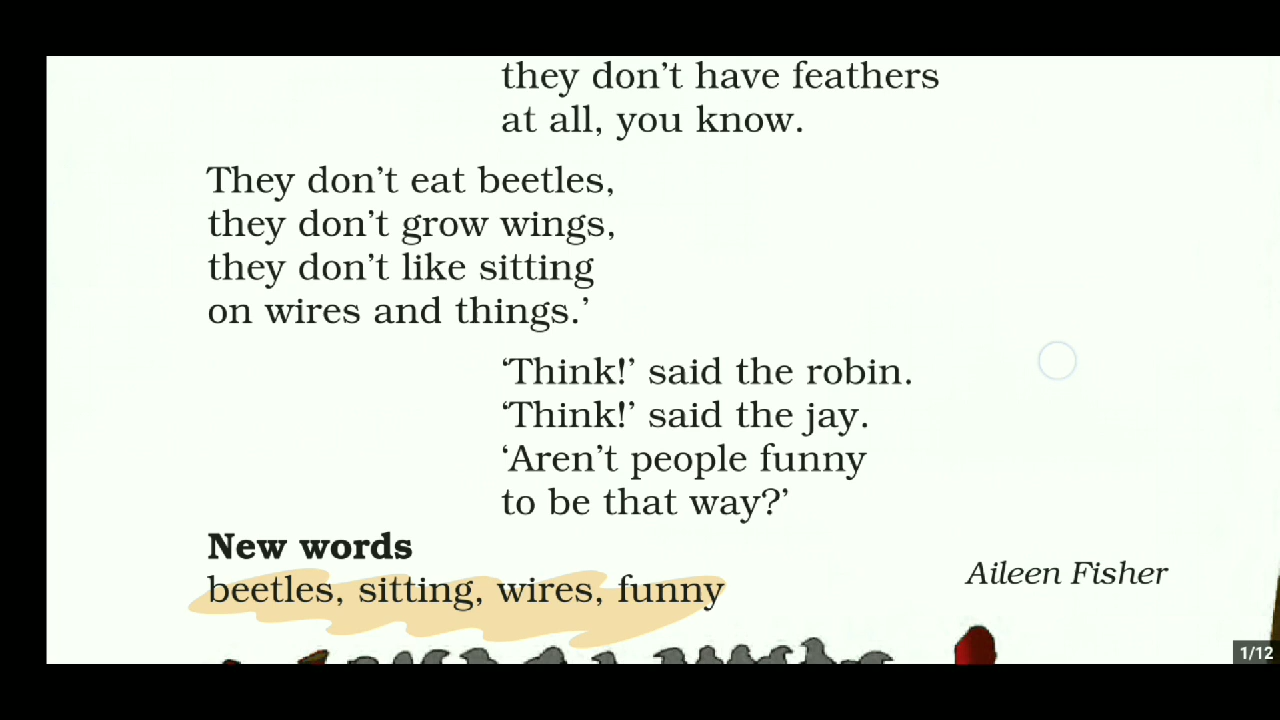 they don’t have feathers
at all, you know.
They don’t eat beetles,
they don’t grow wings,
they don’t like sitting
on wires and things.’
‘Think!’ said the robin.
‘Think!’ said the jay.
‘Aren’t people funny
to be that way?’
New words
beetles, sitting, wires, funny
Aileen Fisher
1/12